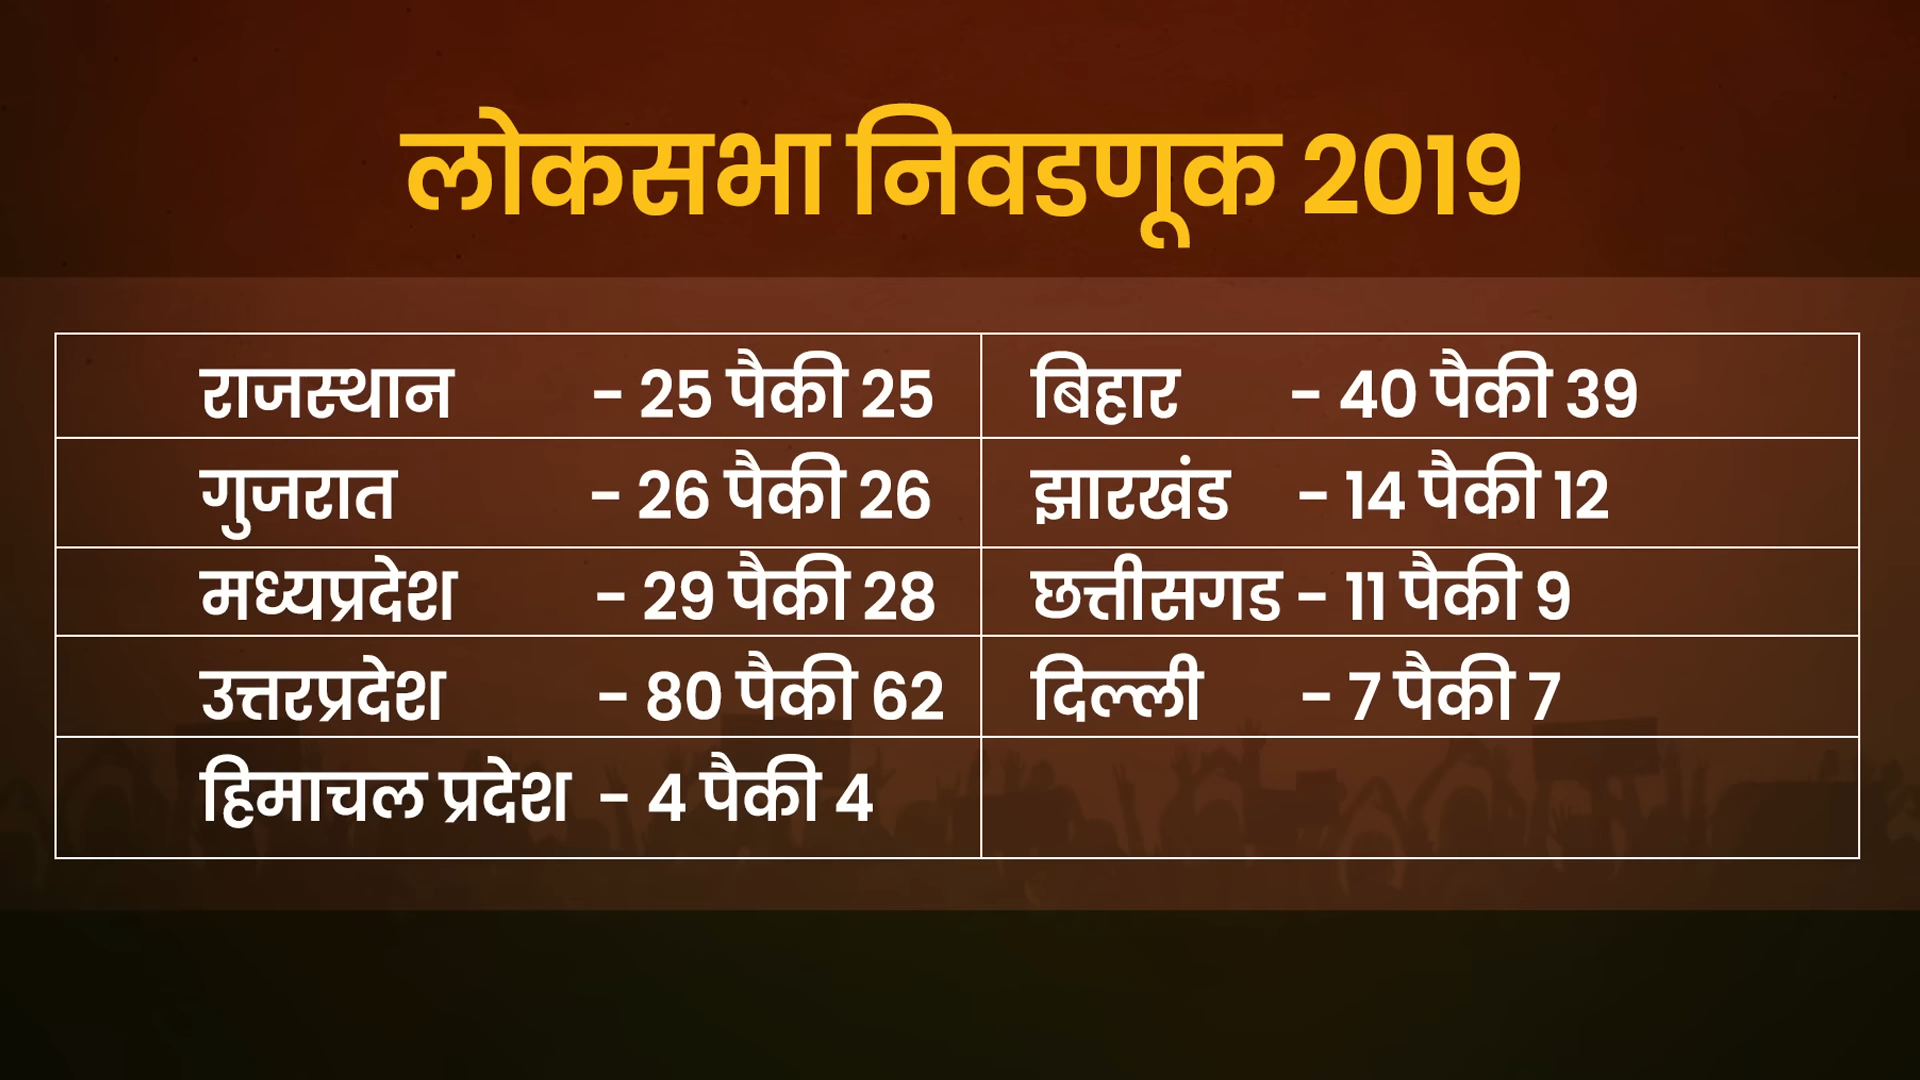 लोकसभा निवडणूक 2019
राजस्थान - 25 पैकी 25
बिहार - 40 पैकी 39
गुजरात - 26 पैकी 26
झारखंड - 14 पैकी 12
मध्यप्रदेश - 29 पैकी 28
छत्तीसगड - 11 पैकी 9
उत्तरप्रदेश - 80 पैकी 62
दिल्ली - 7 पैकी 7
हिमाचल प्रदेश - 4 पैकी 4